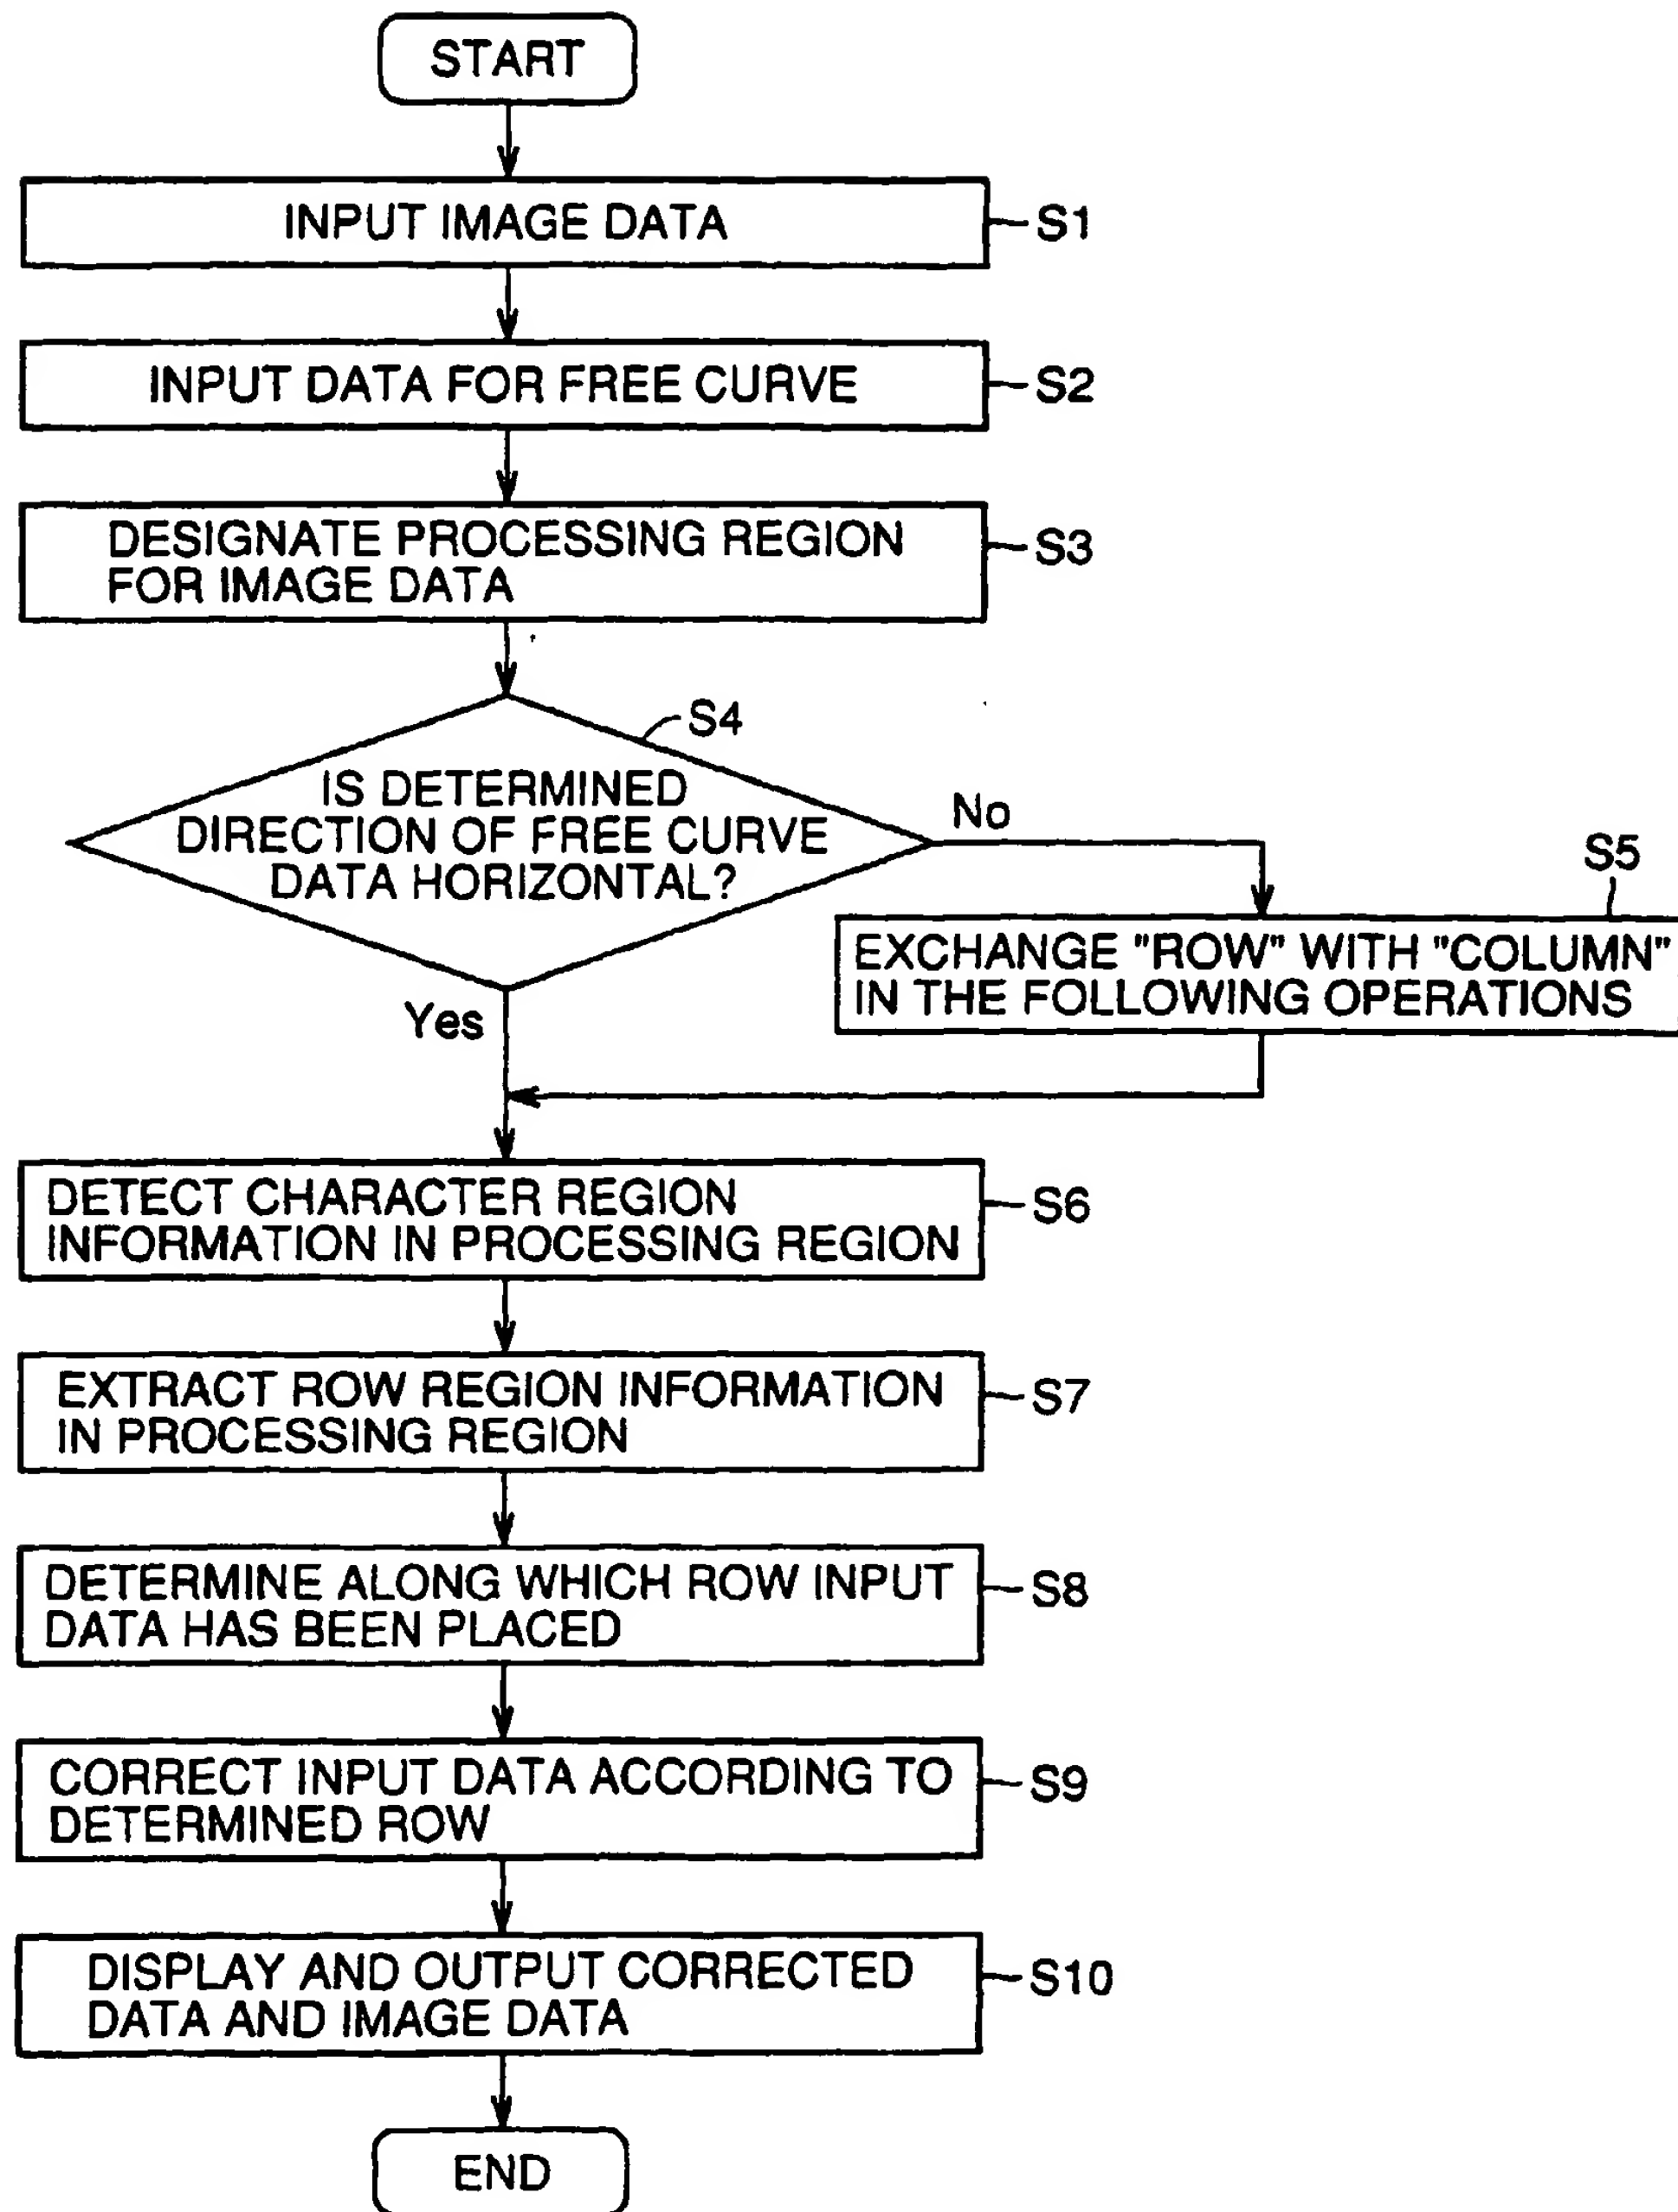 START
INPUT IMAGE DATA
S1
INPUT DATA FOR FREE CURVE
S2
DESIGNATE PROCESSING REGION
FOR IMAGE DATA
S3
S4
IS DETERMINED
DIRECTION OF FREE CURVE
DATA HORIZONTAL?
No
Yes
S5
EXCHANGE "ROW" WITH "COLUMN"
IN THE FOLLOWING OPERATIONS
DETECT CHARACTER REGION
INFORMATION IN PROCESSING REGION
S6
EXTRACT ROW REGION INFORMATION
IN PROCESSING REGION
S7
DETERMINE ALONG WHICH ROW INPUT
DATA HAS BEEN PLACED
S8
CORRECT INPUT DATA ACCORDING TO
DETERMINED ROW
S9
DISPLAY AND OUTPUT CORRECTED
DATA AND IMAGE DATA
S10
END